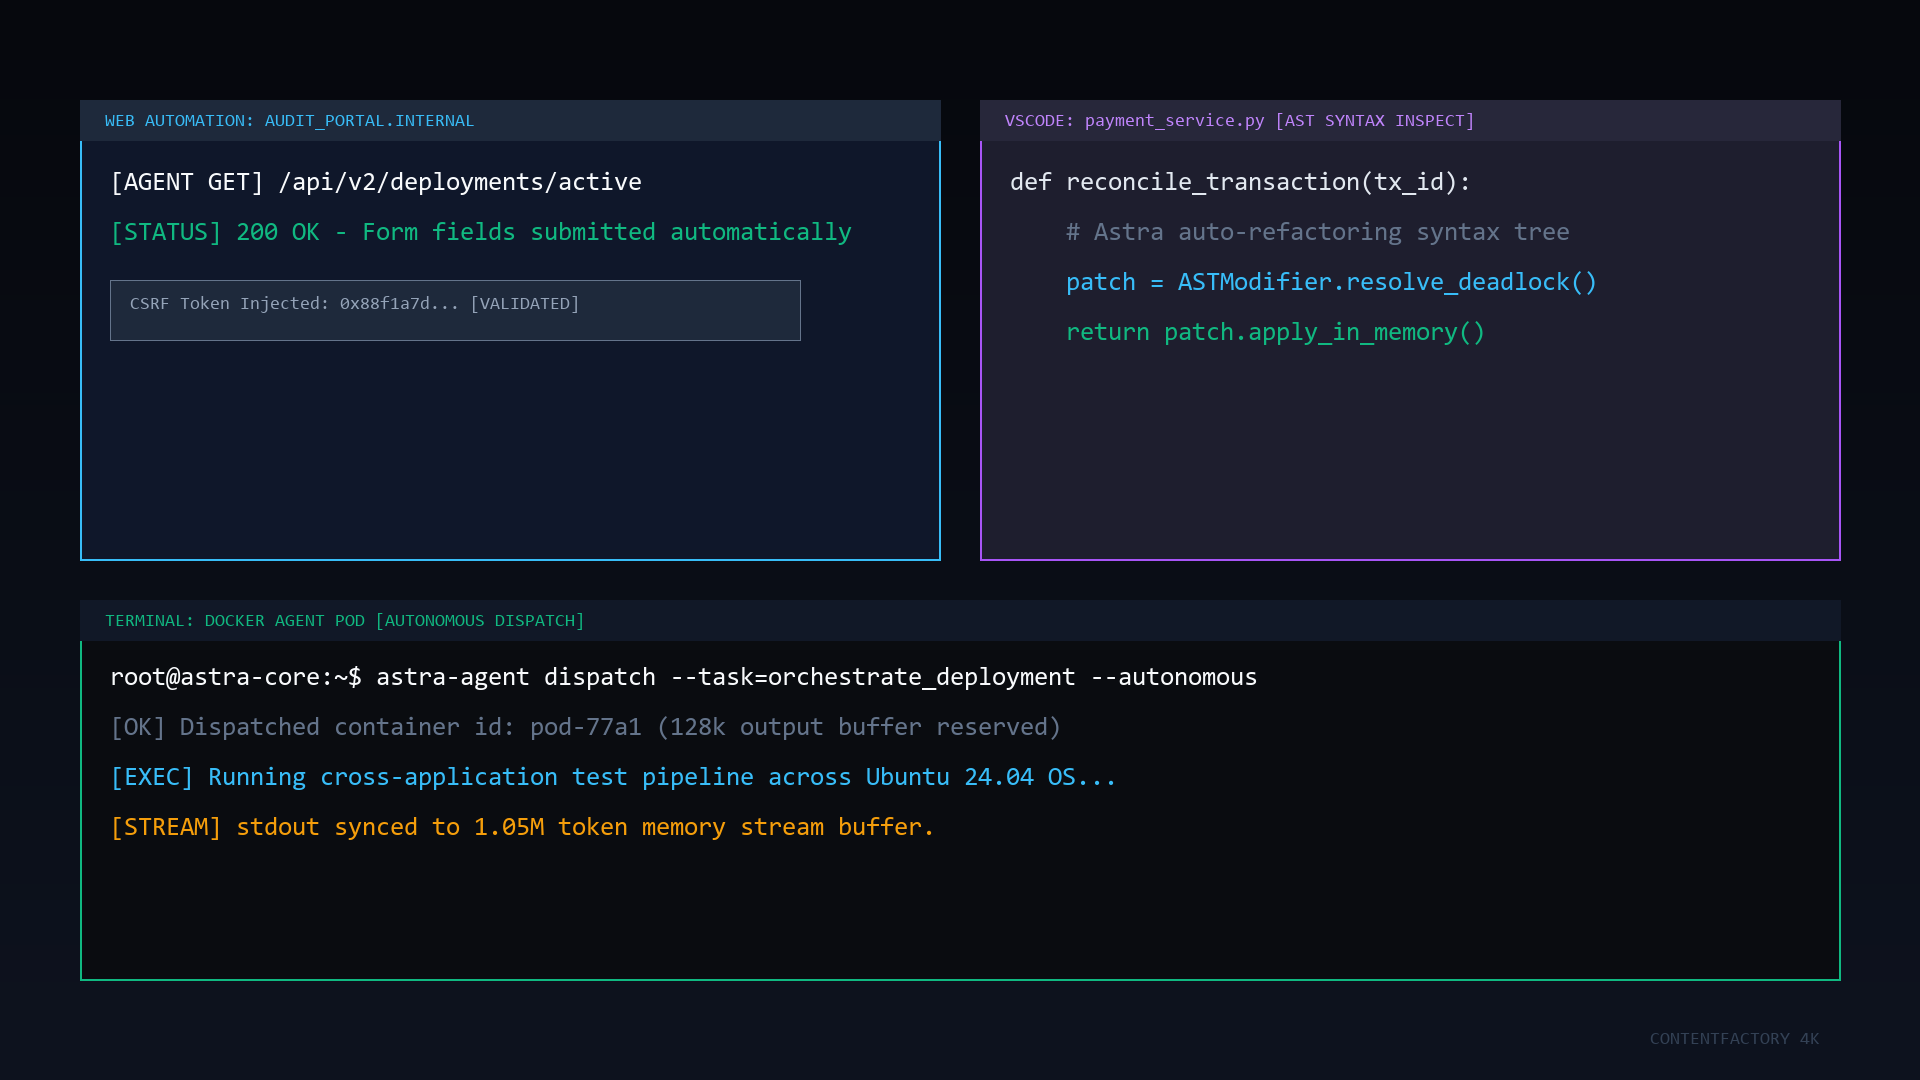 WEB AUTOMATION: AUDIT_PORTAL.INTERNAL
[AGENT GET] /api/v2/deployments/active
[STATUS] 200 OK - Form fields submitted automatically
CSRF Token Injected: 0x88f1a7d... [VALIDATED]
VSCODE: payment_service.py [AST SYNTAX INSPECT]
def reconcile_transaction(tx_id):
    # Astra auto-refactoring syntax tree
    patch = ASTModifier.resolve_deadlock()
    return patch.apply_in_memory()
TERMINAL: DOCKER AGENT POD [AUTONOMOUS DISPATCH]
root@astra-core:~$ astra-agent dispatch --task=orchestrate_deployment --autonomous
[OK] Dispatched container id: pod-77a1 (128k output buffer reserved)
[EXEC] Running cross-application test pipeline across Ubuntu 24.04 OS...
[STREAM] stdout synced to 1.05M token memory stream buffer.
CONTENTFACTORY 4K